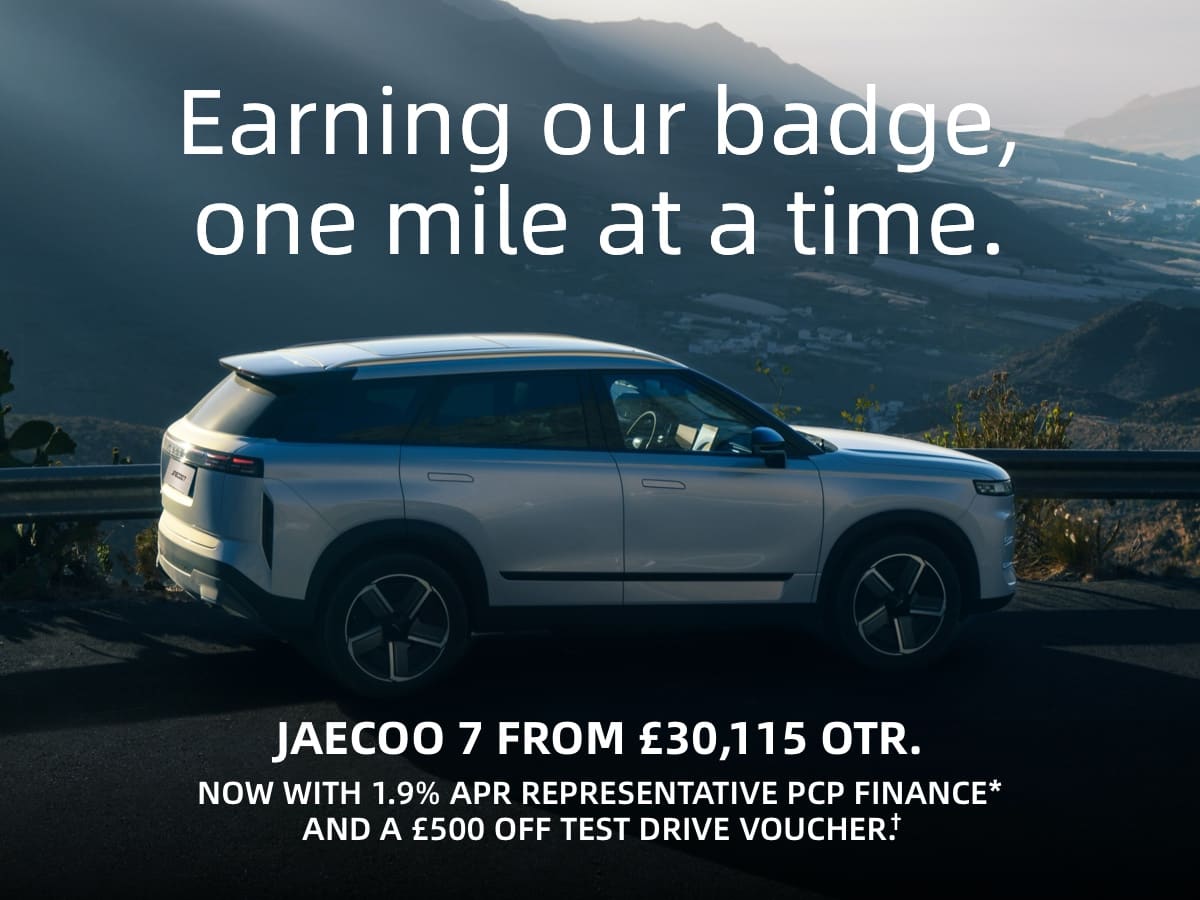 Earning our badge,
one mile at a time.
JAECOO 7 FROM £30,115 OTR.
NOW WITH 1.9% APR REPRESENTATIVE PCP FINANCE*
AND A £500 OFF TEST DRIVE VOUCHER.†